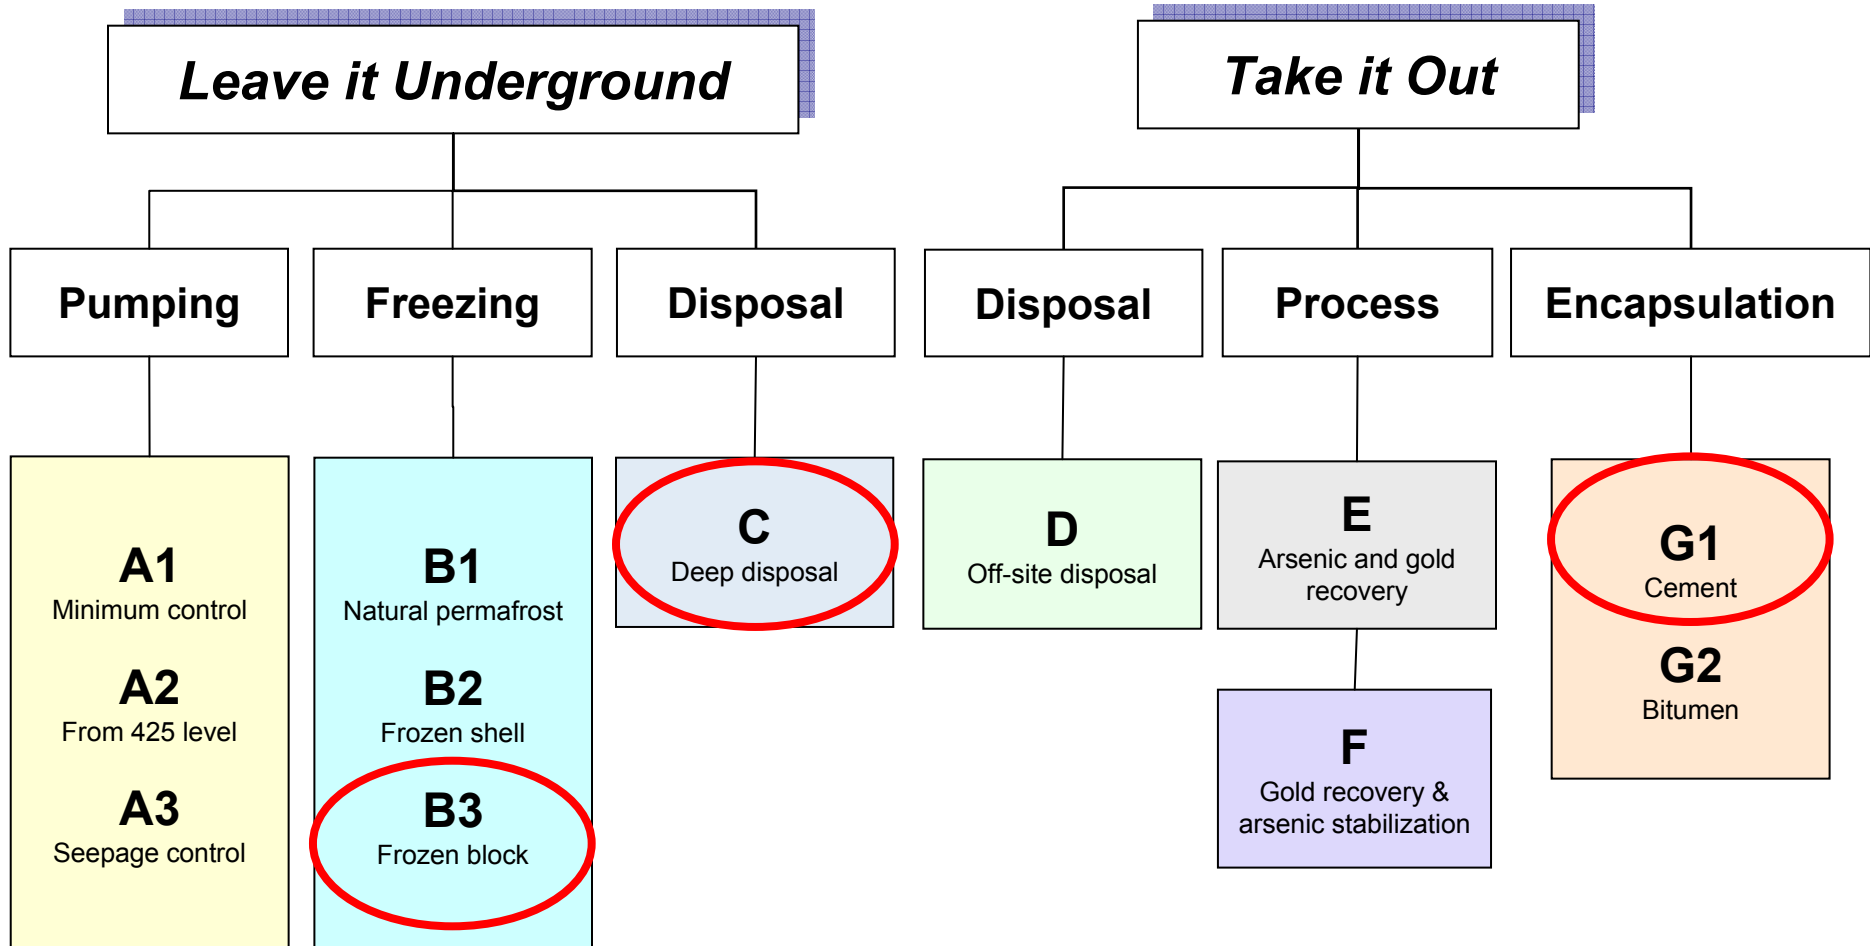 Leave it Underground
Take it Out
Pumping
Freezing
Disposal
Disposal
Process
Encapsulation
A1
Minimum control
A2
From 425 level
A3
Seepage control
B1
Natural permafrost
B2
Frozen shell
B3
Frozen block
C
Deep disposal
D
Off-site disposal
E
Arsenic and gold
recovery
F
Gold recovery &
arsenic stabilization
G1
Cement
G2
Bitumen